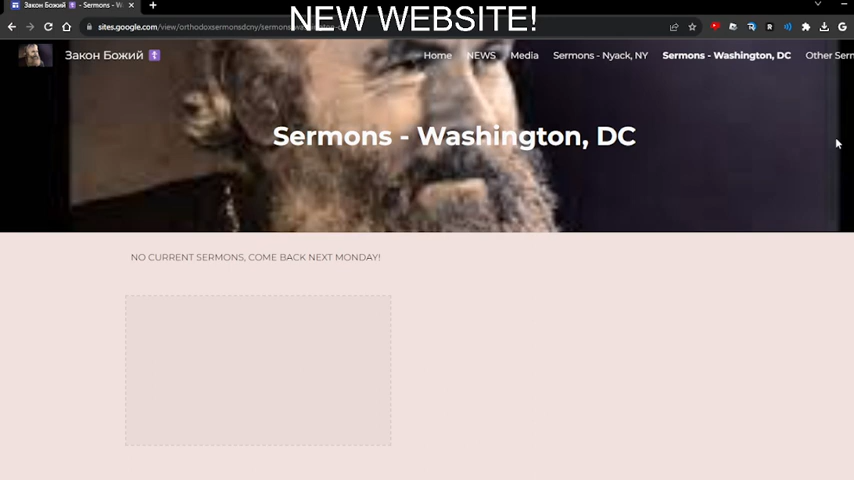 NEW WEBSITE!
Закон Божий ☦ - Sermons - W
sites.google.com/view/orthodoxsermonsdcny/sermons
Закон Божий ☦
Home NEWS Media Sermons - Nyack, NY Sermons - Washington, DC Other Serm
Sermons - Washington, DC
NO CURRENT SERMONS, COME BACK NEXT MONDAY!